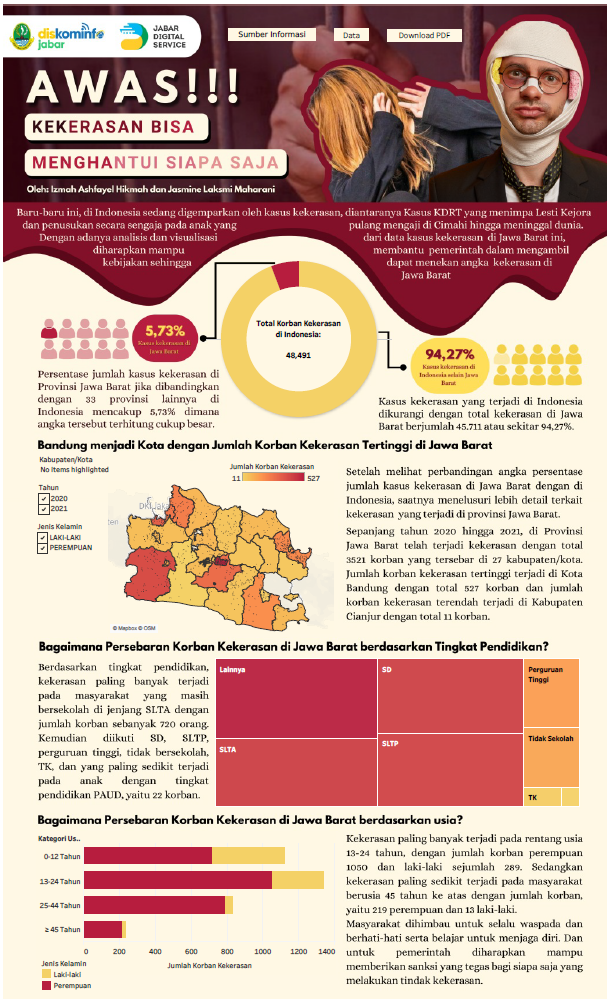 diskominfo
jabar
JABAR
DIGITAL
SERVICE
Sumber Informasi
Data
Download PDF
AWAS!!!
KEKERASAN BISA
MENGHANTUI SIAPA SAJA
Oleh: Izmah Ashfayel Hikmah dan Jasmine Laksmi Maharani
Baru-baru ini, di Indonesia sedang digemparkan oleh kasus kekerasan, diantaranya Kasus KDRT yang menimpa Lesti Kejora
dan penusukan secara sengaja pada anak yang pulang mengaji di Cimahi hingga meninggal dunia.
Dengan adanya analisis dan visualisasi dari data kasus kekerasan di Jawa Barat ini,
diharapkan mampu membantu pemerintah dalam mengambil
kebijakan sehingga dapat menekan angka kekerasan di
Jawa Barat
5,73%
Kasus kekerasan di
Jawa Barat
Total Korban Kekerasan
di Indonesia:
48,491
94,27%
Kasus kekerasan di
Indonesia selain Jawa
Barat
Persentase jumlah kasus kekerasan di
Provinsi Jawa Barat jika dibandingkan
dengan 33 provinsi lainnya di
Indonesia mencakup 5,73% dimana
angka tersebut terhitung cukup besar.
Kasus kekerasan yang terjadi di Indonesia
dikurangi dengan total kekerasan di Jawa
Barat berjumlah 45.711 atau sekitar 94,27%.
Bandung menjadi Kota dengan Jumlah Korban Kekerasan Tertinggi di Jawa Barat
Kabupaten/Kota
No items highlighted
Tahun
2020
2021
Jenis Kelamin
LAKI-LAKI
PEREMPUAN
Jumlah Korban Kekerasan
11 527
DKI Jaka
© Mapbox © OSM
Setelah melihat perbandingan angka persentase
jumlah kasus kekerasan di Jawa Barat dengan di
Indonesia, saatnya menelusuri lebih detail terkait
kekerasan yang terjadi di provinsi Jawa Barat.
Sepanjang tahun 2020 hingga 2021, di Provinsi
Jawa Barat telah terjadi kekerasan dengan total
3521 korban yang tersebar di 27 kabupaten/kota.
Jumlah korban kekerasan tertinggi terjadi di Kota
Bandung dengan total 527 korban dan jumlah
korban kekerasan terendah terjadi di Kabupaten
Cianjur dengan total 11 korban.
Bagaimana Persebaran Korban Kekerasan di Jawa Barat berdasarkan Tingkat Pendidikan?
Berdasarkan tingkat pendidikan,
kekerasan paling banyak terjadi
pada masyarakat yang masih
bersekolah di jenjang SLTA dengan
jumlah korban sebanyak 720 orang.
Kemudian diikuti SD, SLTP,
perguruan tinggi, tidak bersekolah,
TK, dan yang paling sedikit terjadi
pada anak dengan tingkat
pendidikan PAUD, yaitu 22 korban.
Lainnya
SLTA
SD
SLTP
Perguruan
Tinggi
Tidak Sekolah
TK
Bagaimana Persebaran Korban Kekerasan di Jawa Barat berdasarkan usia?
Kategori Us..
0-12 Tahun
13-24 Tahun
25-44 Tahun
≥ 45 Tahun
0 200 400 600 800 1000 1200 1400
Jumlah Korban Kekerasan
Jenis Kelamin
Laki-laki
Perempuan
Kekerasan paling banyak terjadi pada rentang usia
13-24 tahun, dengan jumlah korban perempuan
1050 dan laki-laki sejumlah 289. Sedangkan
kekerasan paling sedikit terjadi pada masyarakat
berusia 45 tahun ke atas dengan jumlah korban,
yaitu 219 perempuan dan 13 laki-laki.
Masyarakat dihimbau untuk selalu waspada dan
berhati-hati serta belajar untuk menjaga diri. Dan
untuk pemerintah diharapkan mampu
memberikan sanksi yang tegas bagi siapa saja yang
melakukan tindak kekerasan.